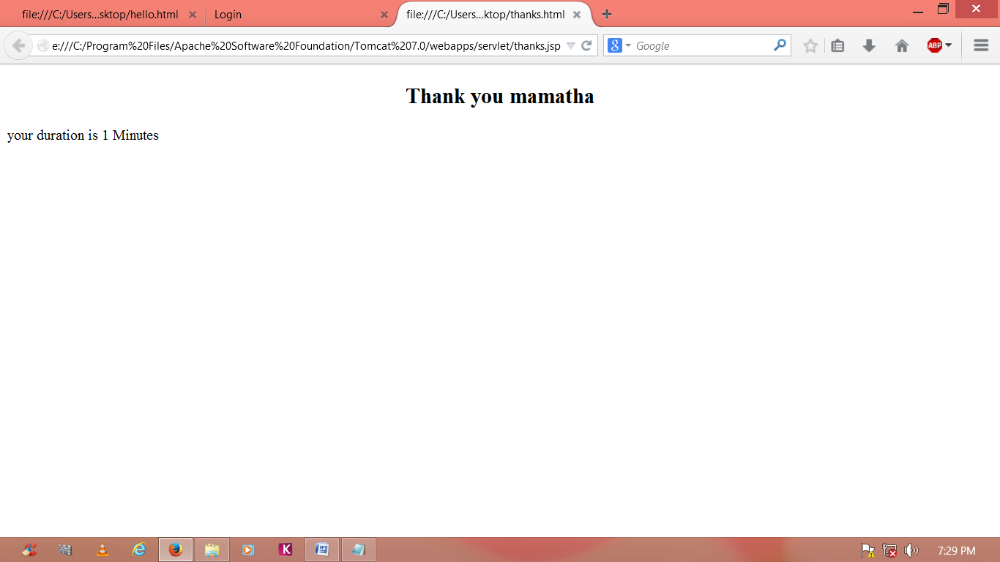 file:///C:/Users...sktop/hello.html
Login
file:///C:/Users...ktop/thanks.html
e:///C:/Program%20Files/Apache%20Software%20Foundation/Tomcat%207.0/webapps/servlet/thanks.jsp
8 Google
ABP
Thank you mamatha
your duration is 1 Minutes
K
W
7:29 PM